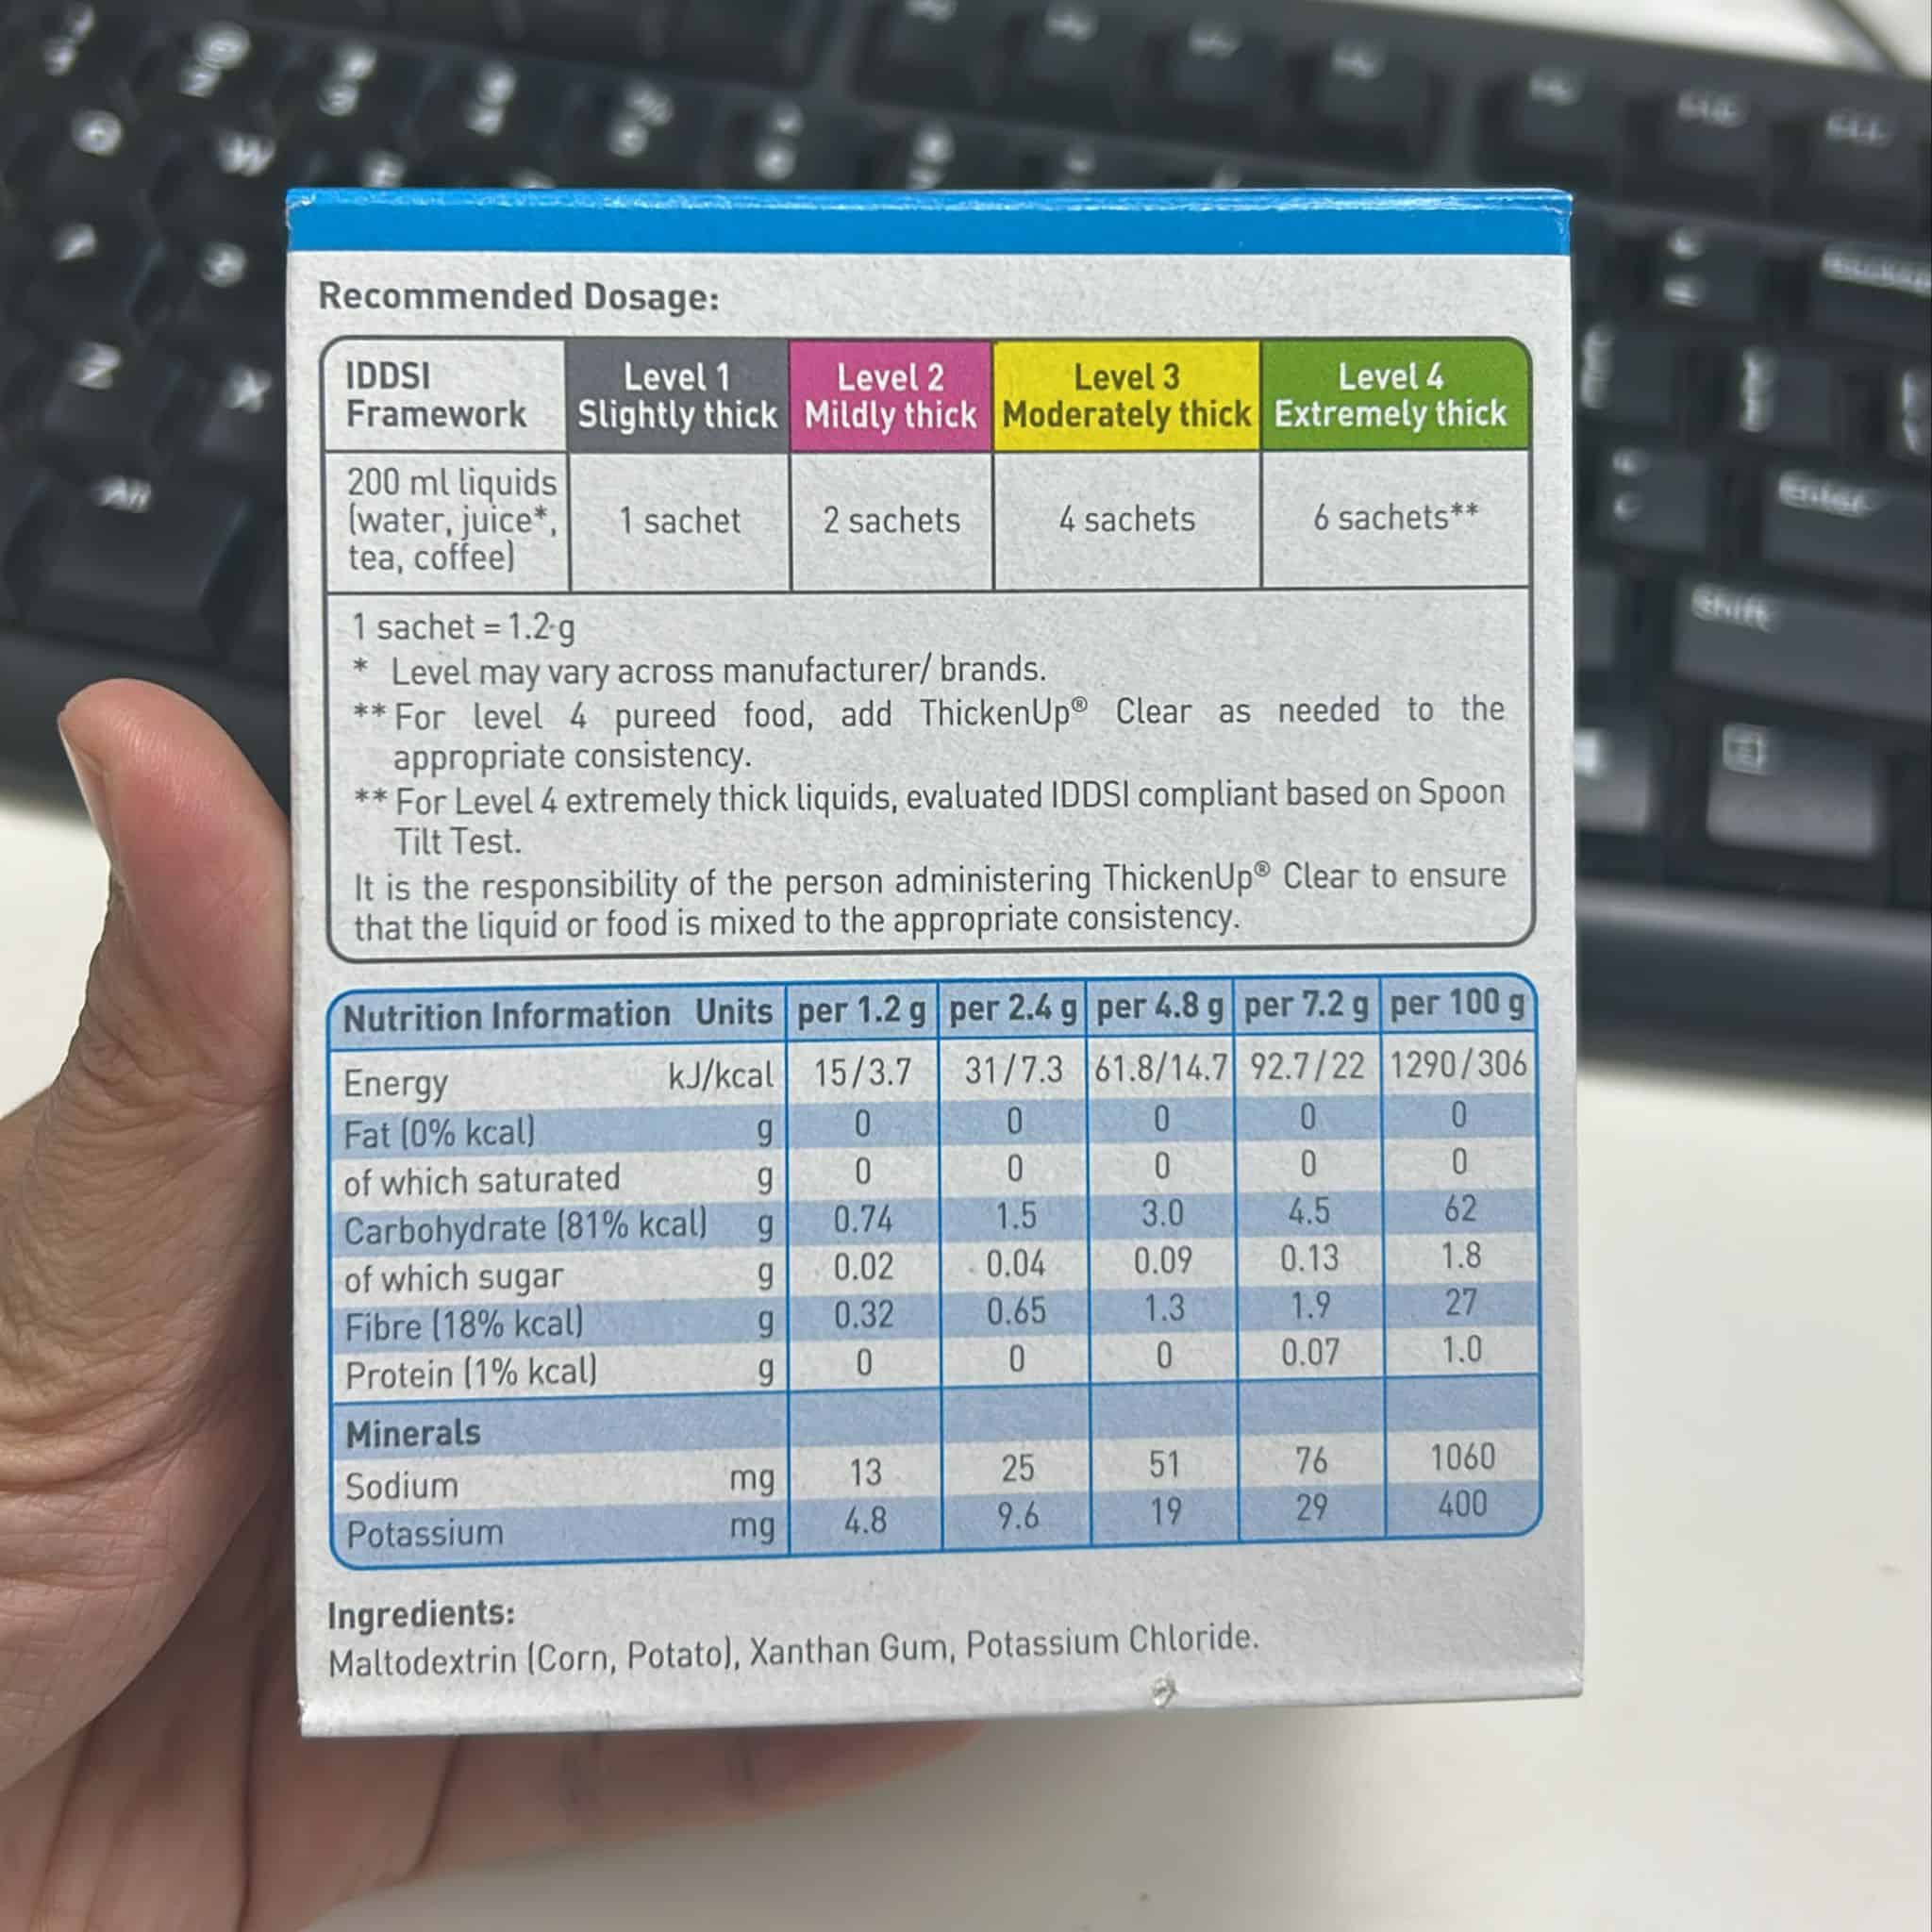 Recommended Dosage:
IDDSI Framework | Level 1 Slightly thick | Level 2 Mildly thick | Level 3 Moderately thick | Level 4 Extremely thick
200 ml liquids (water, juice*, tea, coffee) | 1 sachet | 2 sachets | 4 sachets | 6 sachets**
1 sachet = 1.2 g
* Level may vary across manufacturer/ brands.
** For level 4 pureed food, add ThickenUp® Clear as needed to the
appropriate consistency.
** For Level 4 extremely thick liquids, evaluated IDDSI compliant based on Spoon
Tilt Test.
It is the responsibility of the person administering ThickenUp® Clear to ensure
that the liquid or food is mixed to the appropriate consistency.
Nutrition Information Units | per 1.2 g | per 2.4 g | per 4.8 g | per 7.2 g | per 100 g
Energy kJ/kcal | 15/3.7 | 31/7.3 | 61.8/14.7 | 92.7/22 | 1290/306
Fat (0% kcal) g | 0 | 0 | 0 | 0 | 0
of which saturated g | 0 | 0 | 0 | 0 | 0
Carbohydrate (81% kcal) g | 0.74 | 1.5 | 3.0 | 4.5 | 62
of which sugar g | 0.02 | 0.04 | 0.09 | 0.13 | 1.8
Fibre (18% kcal) g | 0.32 | 0.65 | 1.3 | 1.9 | 27
Protein (1% kcal) g | 0 | 0 | 0 | 0.07 | 1.0
Minerals
Sodium mg | 13 | 25 | 51 | 76 | 1060
Potassium mg | 4.8 | 9.6 | 19 | 29 | 400
Ingredients:
Maltodextrin (Corn, Potato), Xanthan Gum, Potassium Chloride.
W
Z
X
Alt
Enter
Shift